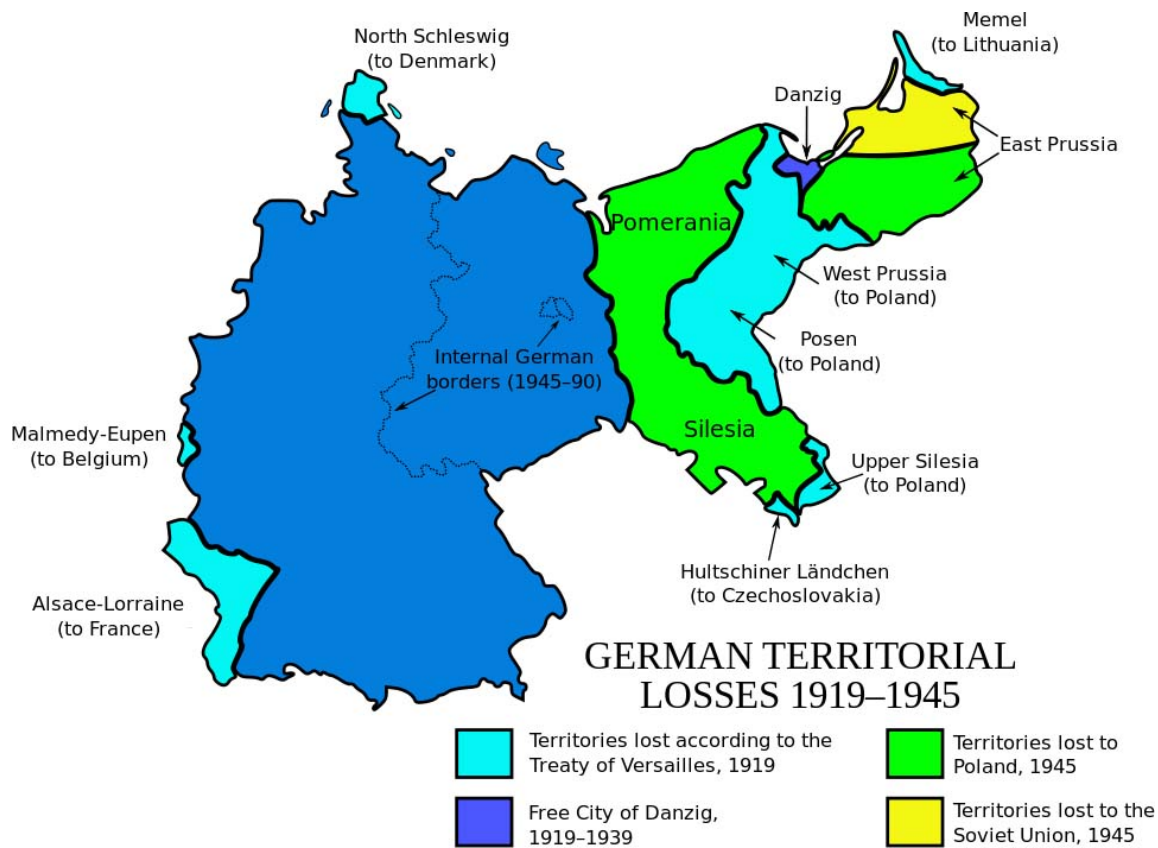 North Schleswig
(to Denmark)
Memel
(to Lithuania)
Danzig
East Prussia
Pomerania
West Prussia
(to Poland)
Posen
(to Poland)
Internal German
borders (1945–90)
Silesia
Malmedy-Eupen
(to Belgium)
Upper Silesia
(to Poland)
Hultschiner Ländchen
(to Czechoslovakia)
Alsace-Lorraine
(to France)
GERMAN TERRITORIAL
LOSSES 1919–1945
Territories lost according to the
Treaty of Versailles, 1919
Territories lost to
Poland, 1945
Free City of Danzig,
1919–1939
Territories lost to the
Soviet Union, 1945